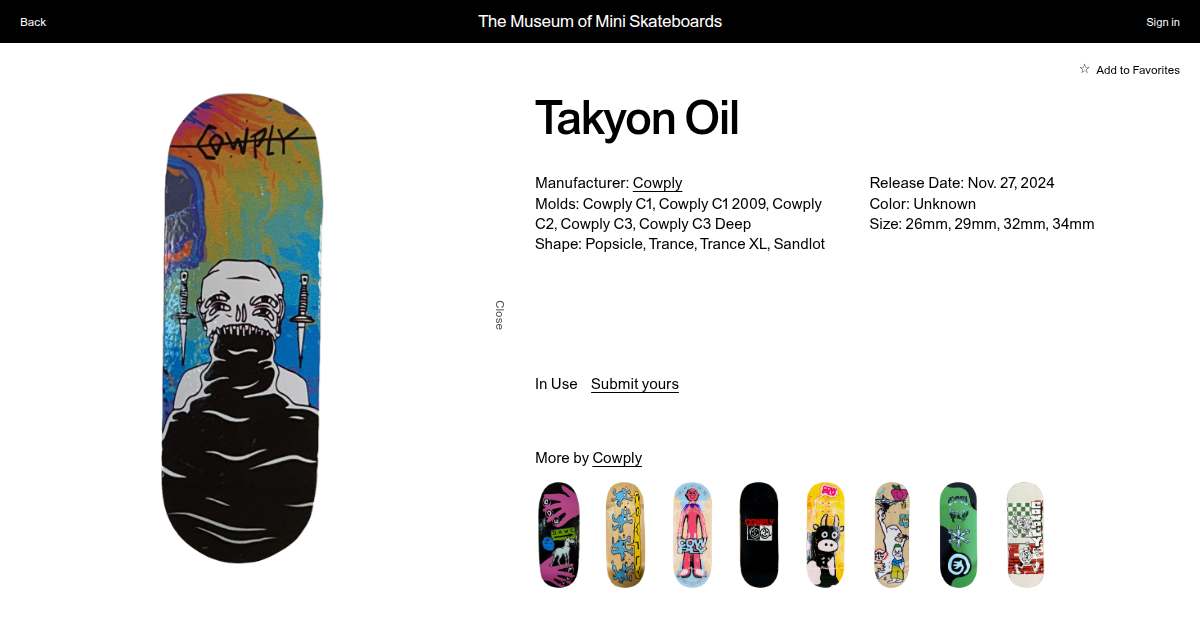 Back
The Museum of Mini Skateboards
Sign in
☆ Add to Favorites
COWPLY
Takyon Oil
Manufacturer: Cowply
Molds: Cowply C1, Cowply C1 2009, Cowply
C2, Cowply C3, Cowply C3 Deep
Shape: Popsicle, Trance, Trance XL, Sandlot
Release Date: Nov. 27, 2024
Color: Unknown
Size: 26mm, 29mm, 32mm, 34mm
Close
In Use Submit yours
More by Cowply